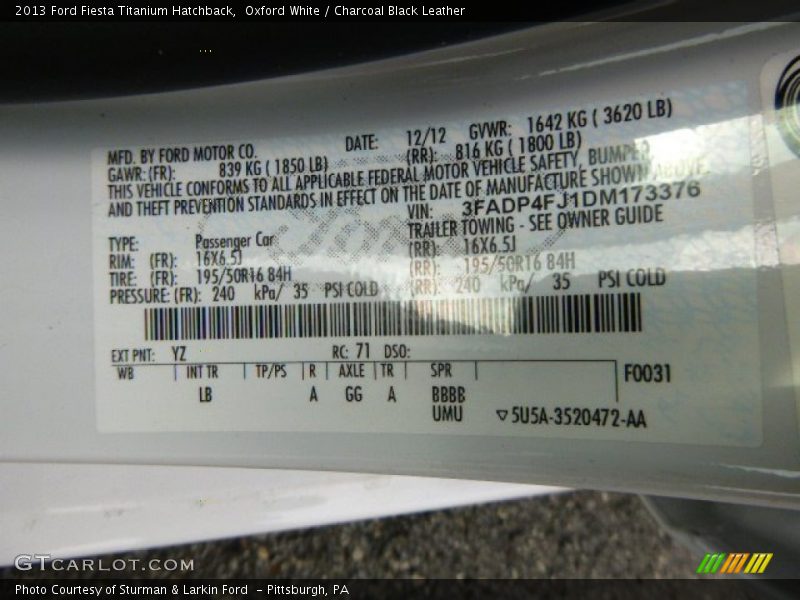 2013 Ford Fiesta Titanium Hatchback,  Oxford White / Charcoal Black Leather
MFD. BY FORD MOTOR CO. DATE: 12/12 GVWR: 1642 KG ( 3620 LB)
GAWR: (FR): 839 KG ( 1850 LB) (RR): 816 KG ( 1800 LB)
THIS VEHICLE CONFORMS TO ALL APPLICABLE FEDERAL MOTOR VEHICLE SAFETY, BUMPER
AND THEFT PREVENTION STANDARDS IN EFFECT ON THE DATE OF MANUFACTURE SHOWN ABOVE.
VIN: 3FADP4FJ1DM173376
TYPE: Passenger Car TRAILER TOWING - SEE OWNER GUIDE
RIM: (FR): 16X6.5J (RR): 16X6.5J
TIRE: (FR): 195/50R16 84H (RR): 195/50R16 84H
PRESSURE: (FR): 240 kPa/ 35 PSI COLD (RR): 240 kPa/ 35 PSI COLD
EXT PNT: YZ RC: 71 DSO:
WB INT TR TP/PS R AXLE TR SPR F0031
LB A GG A BBBB
UMU ▽5U5A-3520472-AA
GTCARLOT.COM
Photo Courtesy of Sturman & Larkin Ford  - Pittsburgh, PA